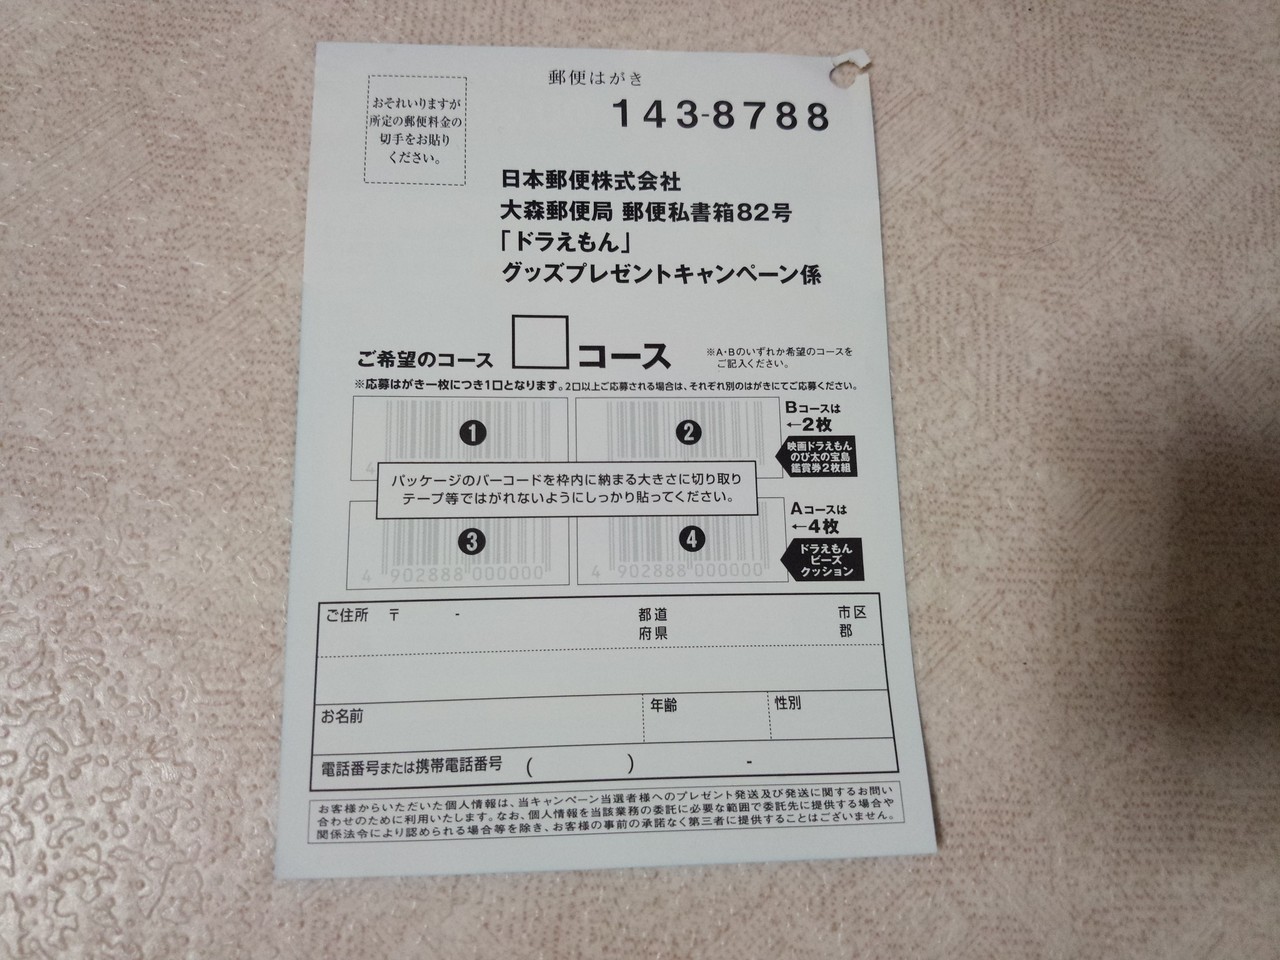 郵便はがき
おそれいりますが
所定の郵便料金の
切手をお貼り
ください。
143-8788
日本郵便株式会社
大森郵便局 郵便私書箱82号
「ドラえもん」
グッズプレゼントキャンペーン係
ご希望のコース コース
※A・Bのいずれか希望のコースを
ご記入ください。
※応募はがき一枚につき1口となります。2口以上ご応募される場合は、それぞれ別のはがきにてご応募ください。
❶ ❷
Bコースは
←2枚
映画ドラえもん
のび太の宝島
鑑賞券2枚組
4
パッケージのバーコードを枠内に納まる大きさに切り取り
テープ等ではがれないようにしっかり貼ってください。
❸ ❹
Aコースは
←4枚
ドラえもん
ビーズ
クッション
4 902888 000000 4 902888 000000
ご住所 〒 - 都道 市区
府県 郡
お名前 年齢 性別
電話番号または携帯電話番号 ( ) -
お客様からいただいた個人情報は、当キャンペーン当選者様へのプレゼント発送及び発送に関するお問い
合わせのために利用いたします。なお、個人情報を当該業務の委託に必要な範囲で委託先に提供する場合や
関係法令により認められる場合等を除き、お客様の事前の承諾なく第三者に提供することはございません。